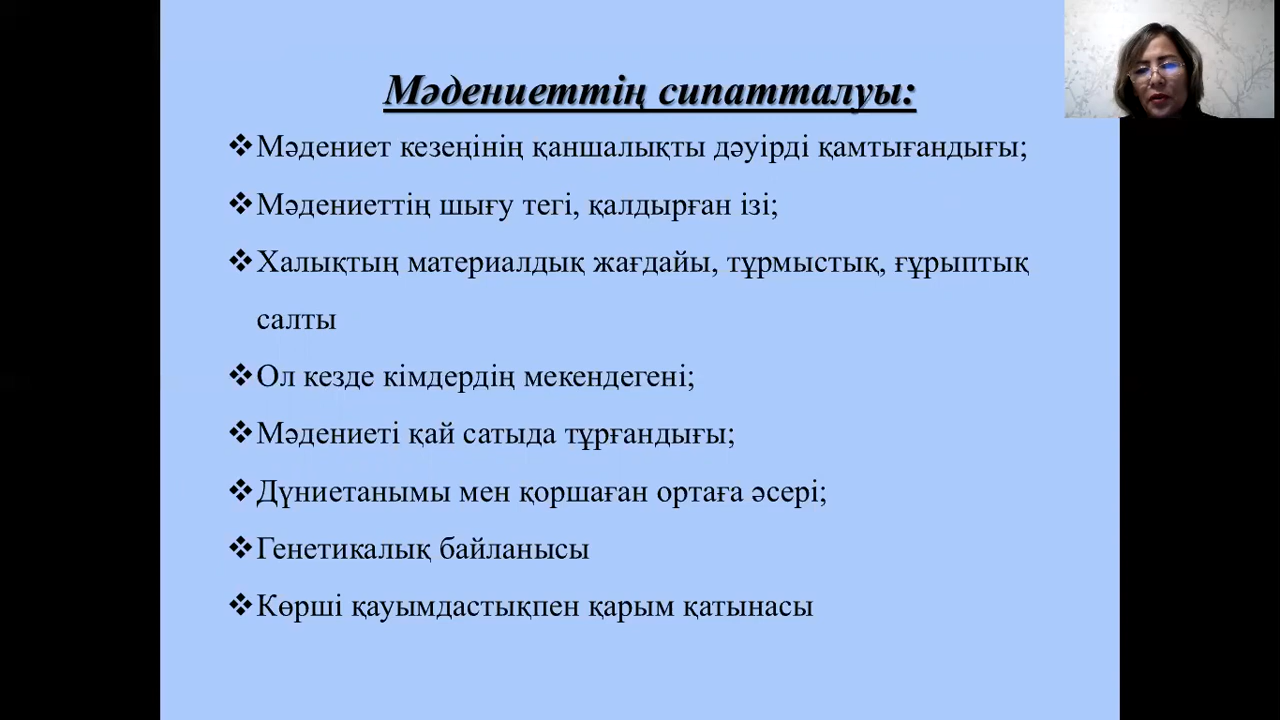 Мәдениеттің сипатталуы:
❖Мәдениет кезеңінің қаншалықты дәуірді қамтығандығы;
❖Мәдениеттің шығу тегі, қалдырған ізі;
❖Халықтың материалдық жағдайы, тұрмыстық, ғұрыптық
салты
❖Ол кезде кімдердің мекендегені;
❖Мәдениеті қай сатыда тұрғандығы;
❖Дүниетанымы мен қоршаған ортаға әсері;
❖Генетикалық байланысы
❖Көрші қауымдастықпен қарым қатынасы